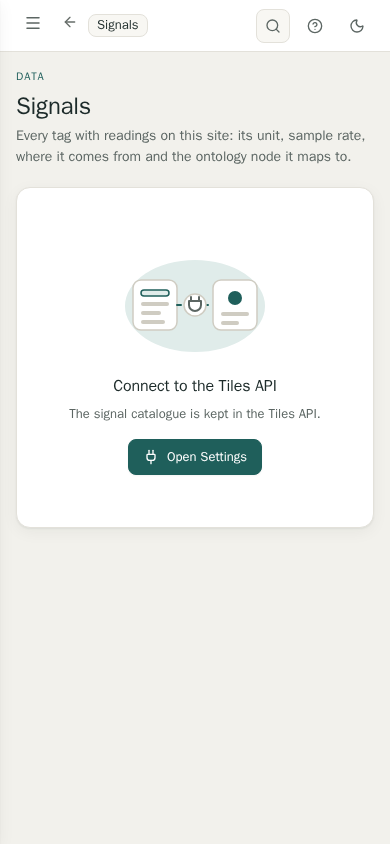 Signals
DATA
Signals
Every tag with readings on this site: its unit, sample rate,
where it comes from and the ontology node it maps to.
Connect to the Tiles API
The signal catalogue is kept in the Tiles API.
Open Settings